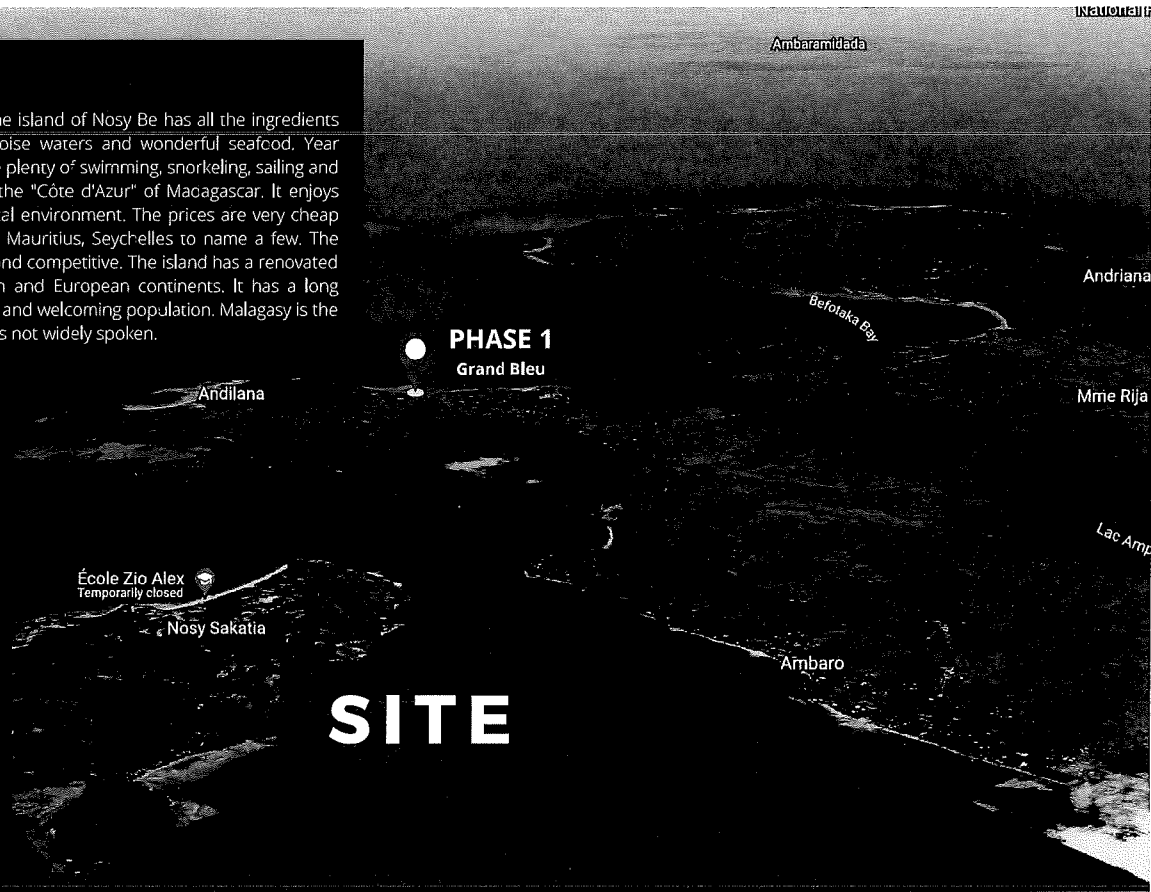 National
Ambaramidada
he island of Nosy Be has all the ingredients
oise waters and wonderful seafood. Year
plenty of swimming, snorkeling, sailing and
the "Côte d'Azur" of Madagascar. It enjoys
al environment. The prices are very cheap
Mauritius, Seychelles to name a few. The
nd competitive. The island has a renovated
n and European continents. It has a long
and welcoming population. Malagasy is the
s not widely spoken.
Andriana
Befotaka Bay
PHASE 1
Grand Bleu
Andilana
Mme Rija
Lac Amp
École Zio Alex
Temporarily closed
Nosy Sakatia
Ambaro
SITE